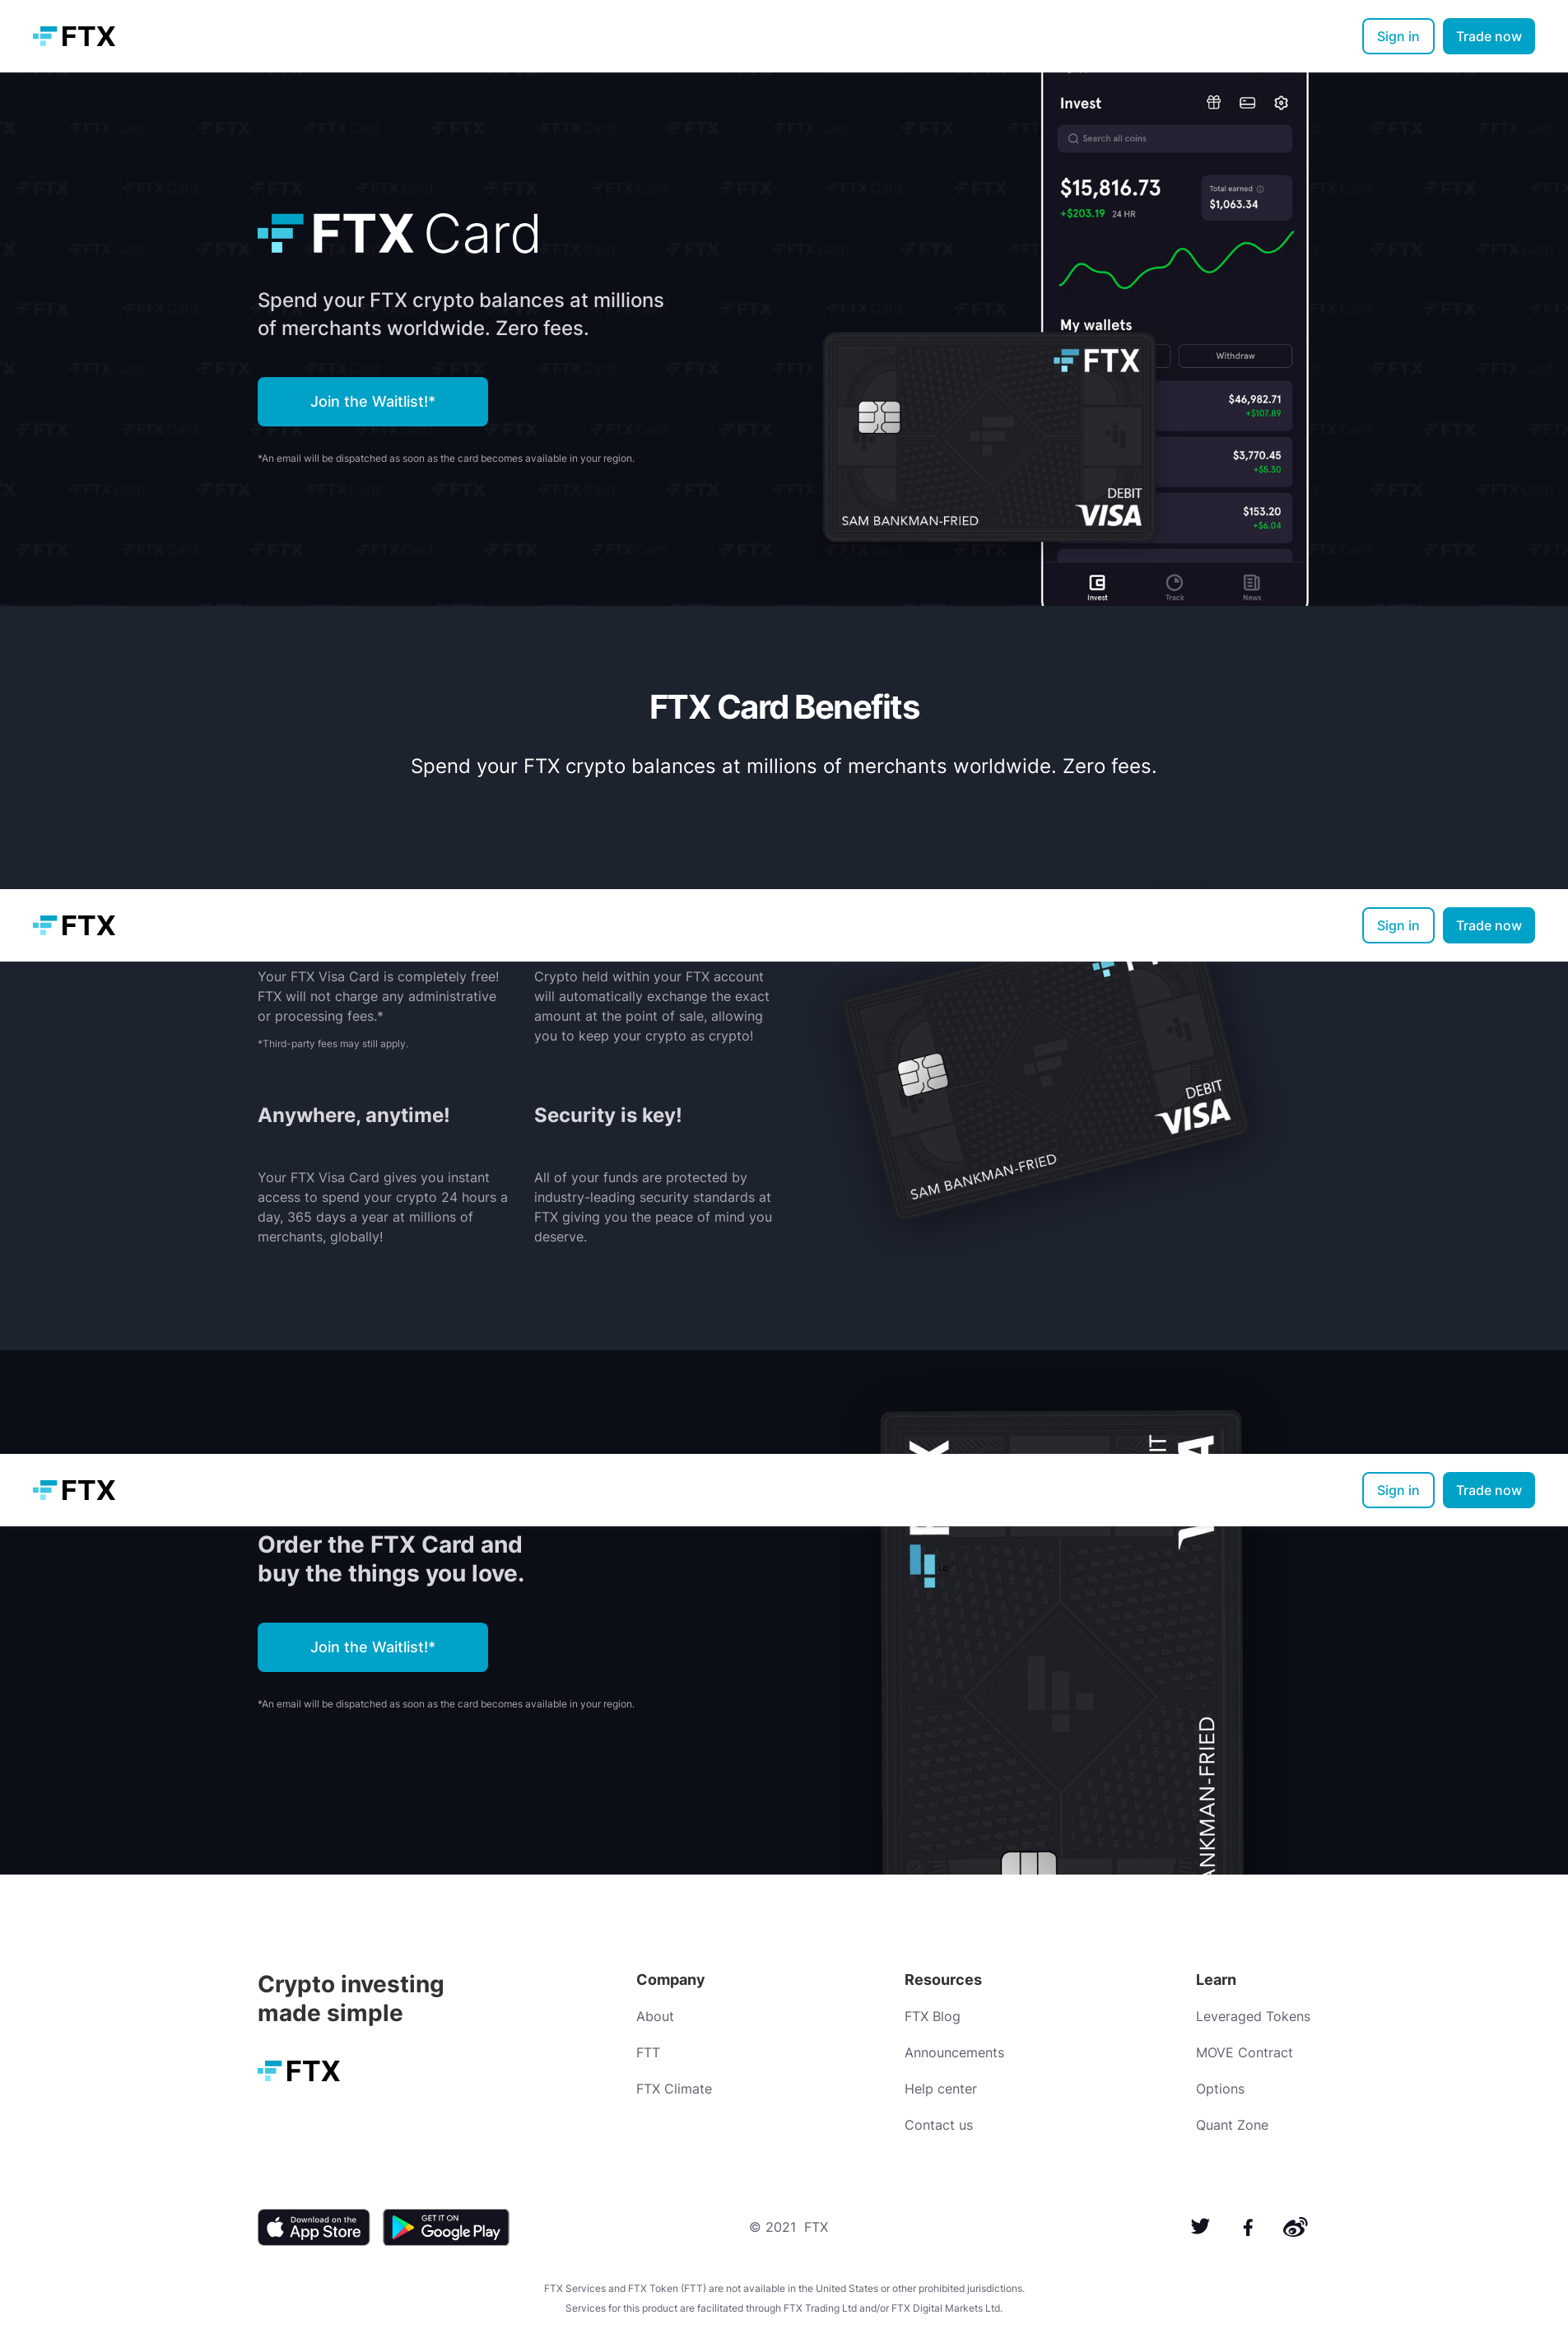 FTX
Sign in
Trade now
Invest
Search all coins
$15,816.73
+$203.19 24 HR
Total earned
$1,063.34
FTX Card
Spend your FTX crypto balances at millions
of merchants worldwide. Zero fees.
Join the Waitlist!*
*An email will be dispatched as soon as the card becomes available in your region.
My wallets
Withdraw
$46,982.71
+$107.89
$3,770.45
+$5.30
$153.20
+$6.04
Invest
Track
News
FTX
DEBIT
SAM BANKMAN-FRIED
VISA
FTX Card Benefits
Spend your FTX crypto balances at millions of merchants worldwide. Zero fees.
FTX
Sign in
Trade now
Your FTX Visa Card is completely free!
FTX will not charge any administrative
or processing fees.*
*Third-party fees may still apply.
Crypto held within your FTX account
will automatically exchange the exact
amount at the point of sale, allowing
you to keep your crypto as crypto!
Anywhere, anytime!
Your FTX Visa Card gives you instant
access to spend your crypto 24 hours a
day, 365 days a year at millions of
merchants, globally!
Security is key!
All of your funds are protected by
industry-leading security standards at
FTX giving you the peace of mind you
deserve.
DEBIT
VISA
SAM BANKMAN-FRIED
FTX
Sign in
Trade now
Order the FTX Card and
buy the things you love.
Join the Waitlist!*
*An email will be dispatched as soon as the card becomes available in your region.
ANKMAN-FRIED
Crypto investing
made simple
FTX
Company
About
FTT
FTX Climate
Resources
FTX Blog
Announcements
Help center
Contact us
Learn
Leveraged Tokens
MOVE Contract
Options
Quant Zone
Download on the
App Store
GET IT ON
Google Play
© 2021 FTX
FTX Services and FTX Token (FTT) are not available in the United States or other prohibited jurisdictions.
Services for this product are facilitated through FTX Trading Ltd and/or FTX Digital Markets Ltd.